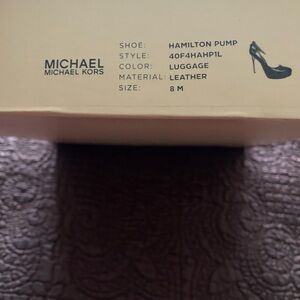 MICHAEL
MICHAEL KORS
SHOE: HAMILTON PUMP
STYLE: 40F4HAHP1L
COLOR: LUGGAGE
MATERIAL: LEATHER
SIZE: 8 M